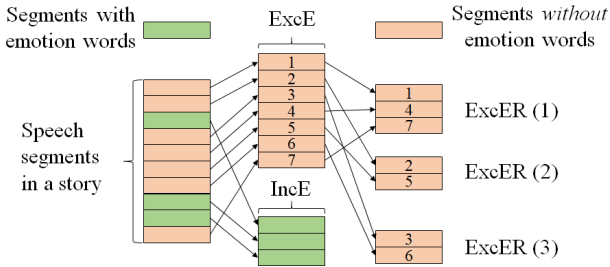 Segments with
emotion words
ExcE
Segments without
emotion words
Speech
segments
in a story
1
2
3
4
5
6
7
IncE
1
4
7
ExcER (1)
2
5
ExcER (2)
3
6
ExcER (3)